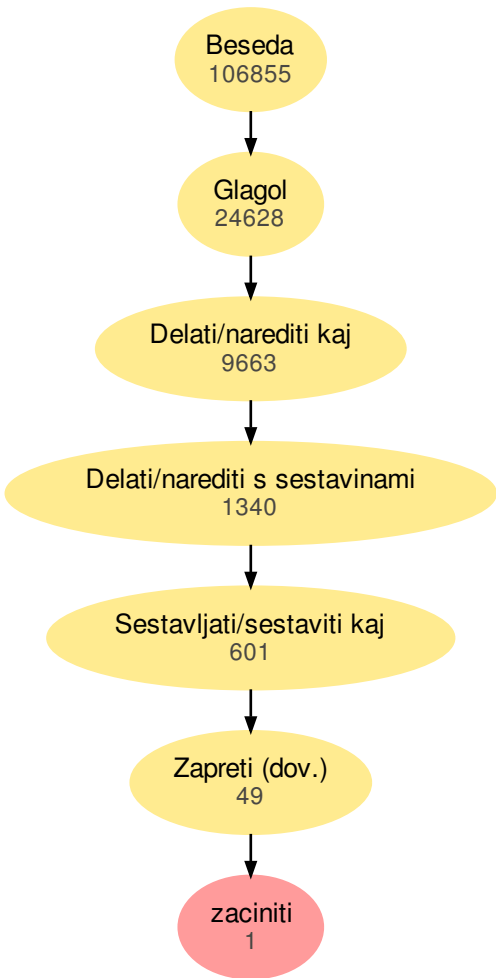 Beseda
106855
Glagol
24628
Delati/narediti kaj
9663
Delati/narediti s sestavinami
1340
Sestavljati/sestaviti kaj
601
Zapreti (dov.)
49
zaciniti
1